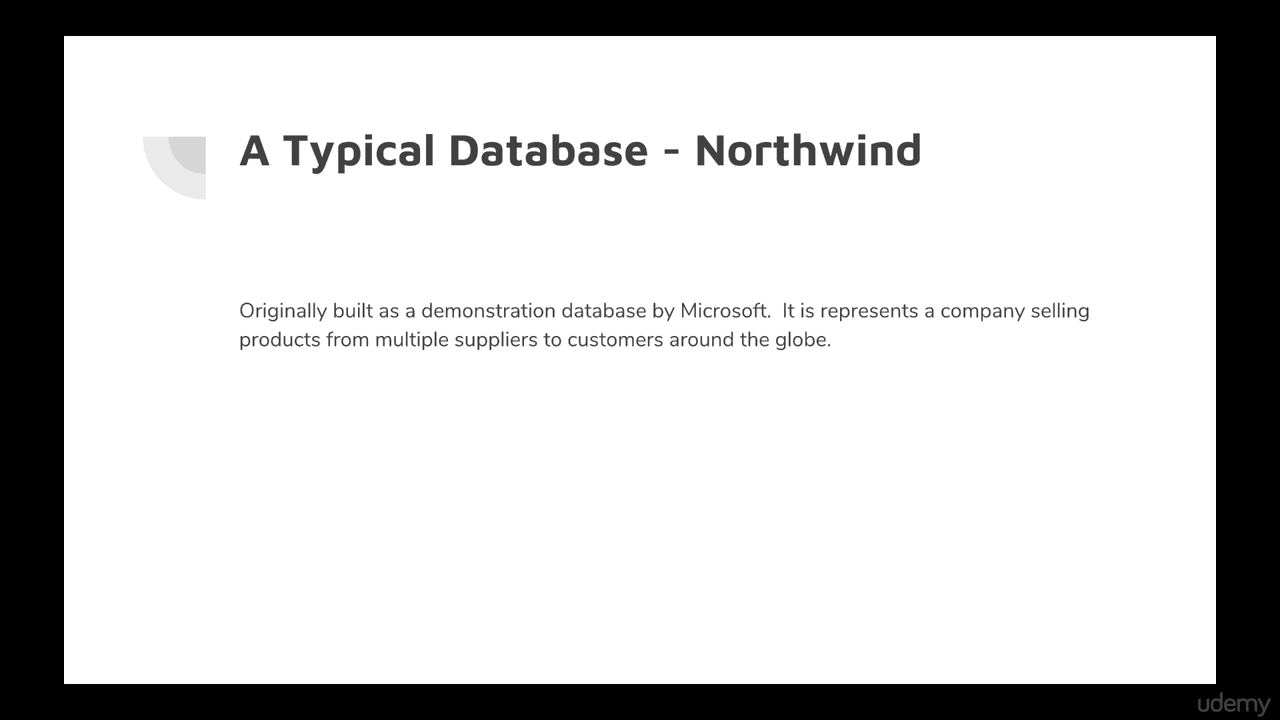 A Typical Database - Northwind
Originally built as a demonstration database by Microsoft.  It is represents a company selling
products from multiple suppliers to customers around the globe.
udemy